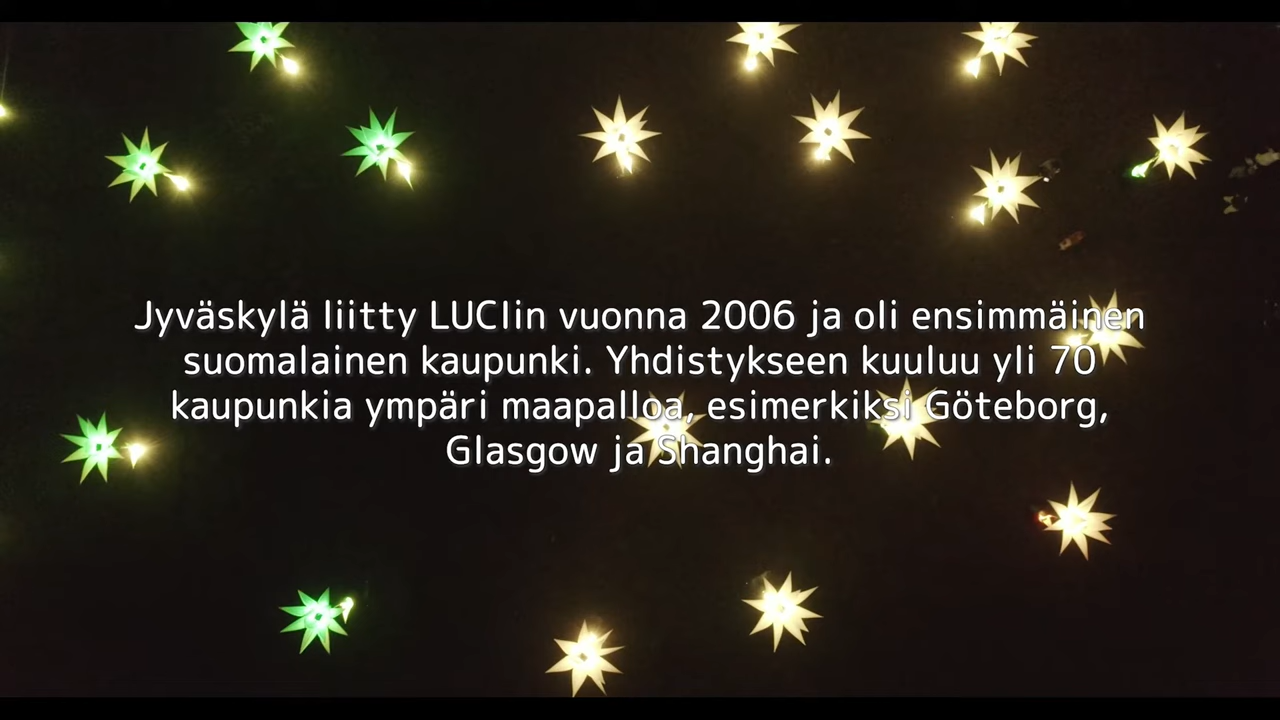 Jyväskylä liitty LUCIin vuonna 2006 ja oli ensimmäinen
suomalainen kaupunki. Yhdistykseen kuuluu yli 70
kaupunkia ympäri maapalloa, esimerkiksi Göteborg,
Glasgow ja Shanghai.